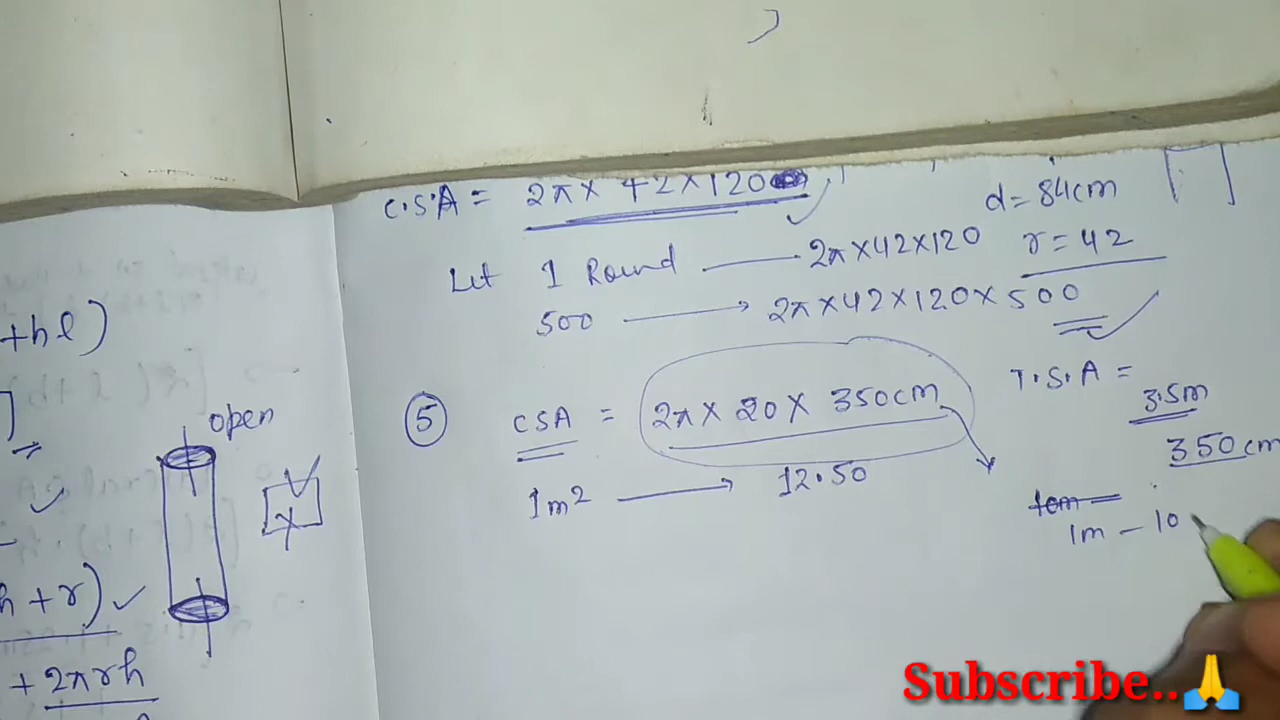 C.S.A = 2π × 42 × 120
d = 84cm
Let 1 Round —— 2π × 42 × 120
r = 42
500 → 2π × 42 × 120 × 500
+hl)
]
open
⑤ CSA = 2π × 20 × 350cm
T.S.A =
3.5m
350cm
1m² → 12.50
1m – 10
h + r)
+ 2πrh
Subscribe..🙏